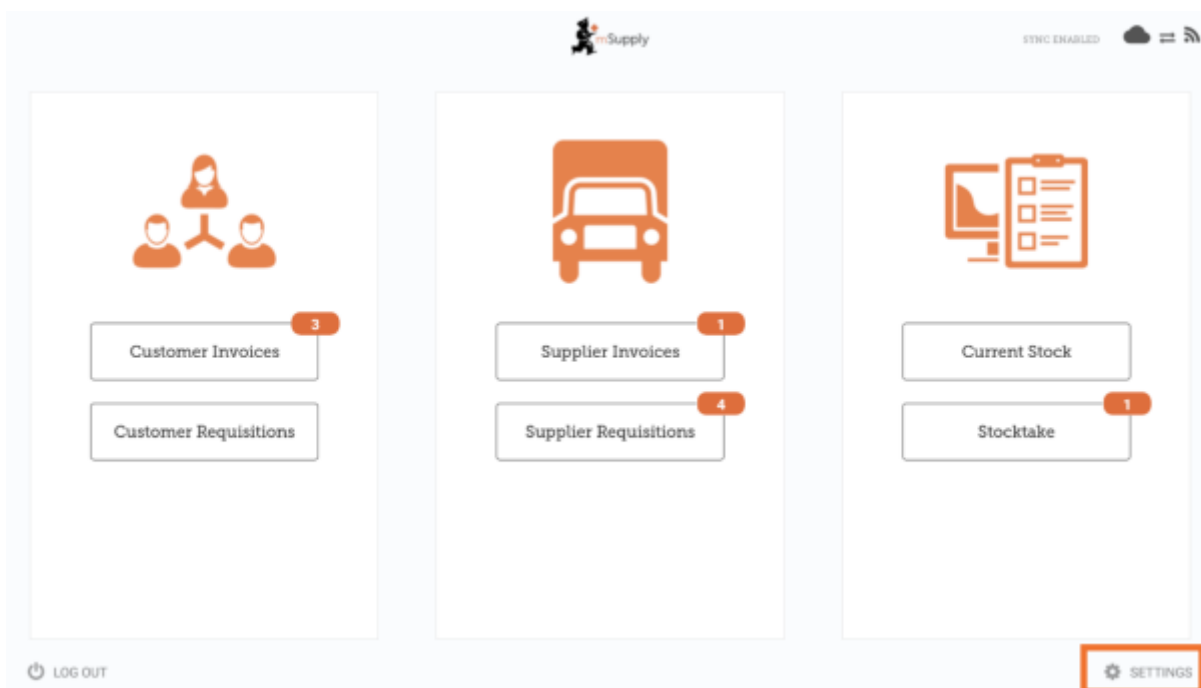 mSupply
SYNC ENABLED
3
Customer Invoices
Customer Requisitions
1
Supplier Invoices
4
Supplier Requisitions
Current Stock
1
Stocktake
LOG OUT
SETTINGS